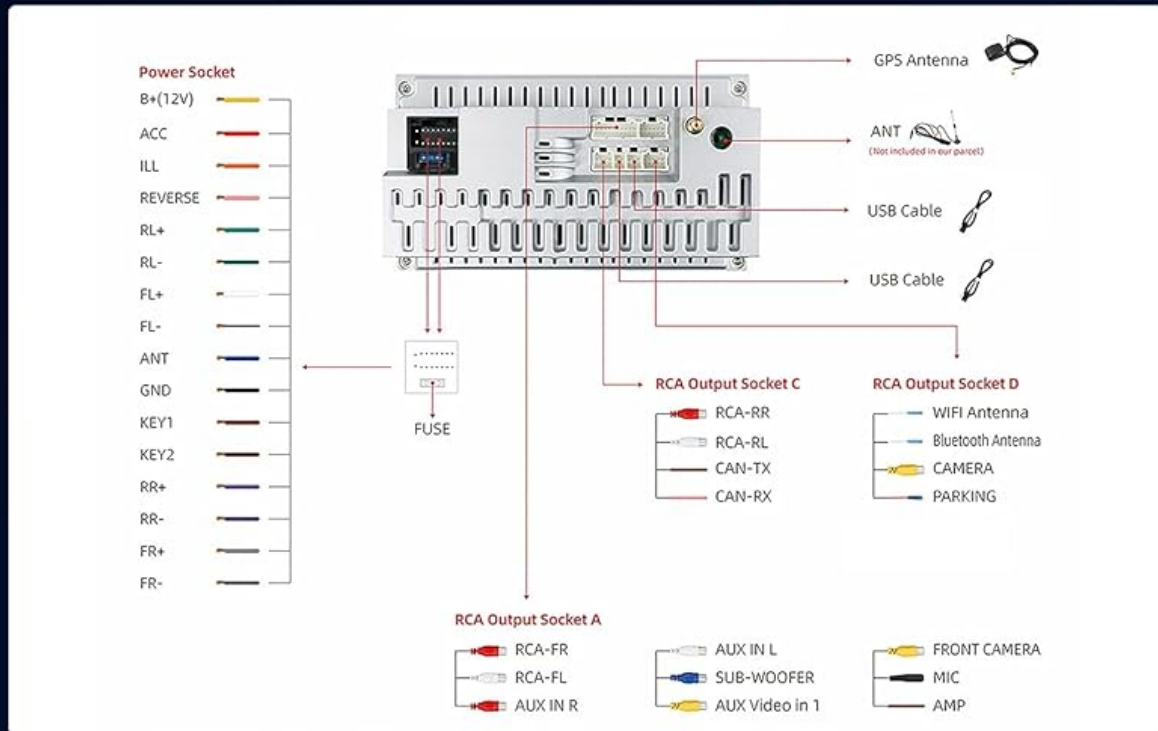 Power Socket
B+(12V)
ACC
ILL
REVERSE
RL+
RL-
FL+
FL-
ANT
GND
KEY1
KEY2
RR+
RR-
FR+
FR-
FUSE
GPS Antenna
ANT
(Not included in our parcel)
USB Cable
USB Cable
RCA Output Socket C
RCA-RR
RCA-RL
CAN-TX
CAN-RX
RCA Output Socket D
WIFI Antenna
Bluetooth Antenna
CAMERA
PARKING
RCA Output Socket A
RCA-FR
RCA-FL
AUX IN R
AUX IN L
SUB-WOOFER
AUX Video in 1
FRONT CAMERA
MIC
AMP